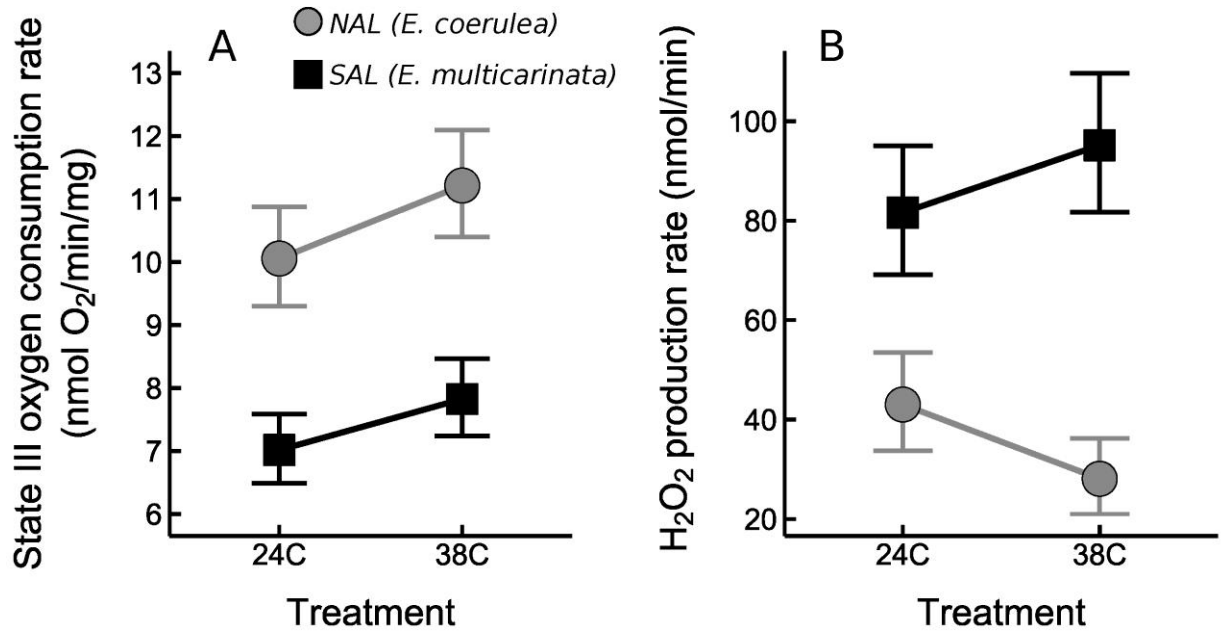 A
NAL (E. coerulea)
SAL (E. multicarinata)
State III oxygen consumption rate
(nmol O₂/min/mg)
13
12
11
10
9
8
7
6
24C
38C
Treatment
B
H₂O₂ production rate (nmol/min)
100
80
60
40
20
24C
38C
Treatment